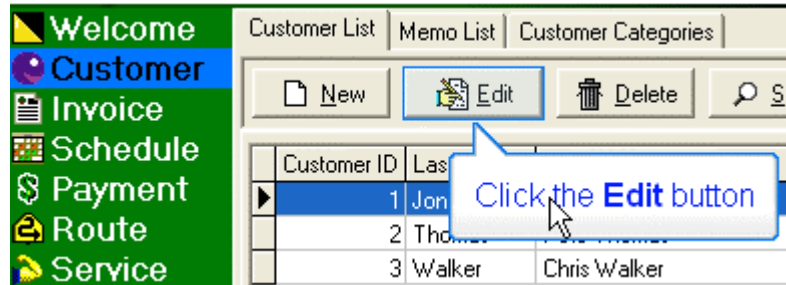 Welcome
Customer
Invoice
Schedule
Payment
Route
Service
Customer List Memo List Customer Categories
New Edit Delete
Customer ID
Click the Edit button
1
2
3 Walker Chris Walker